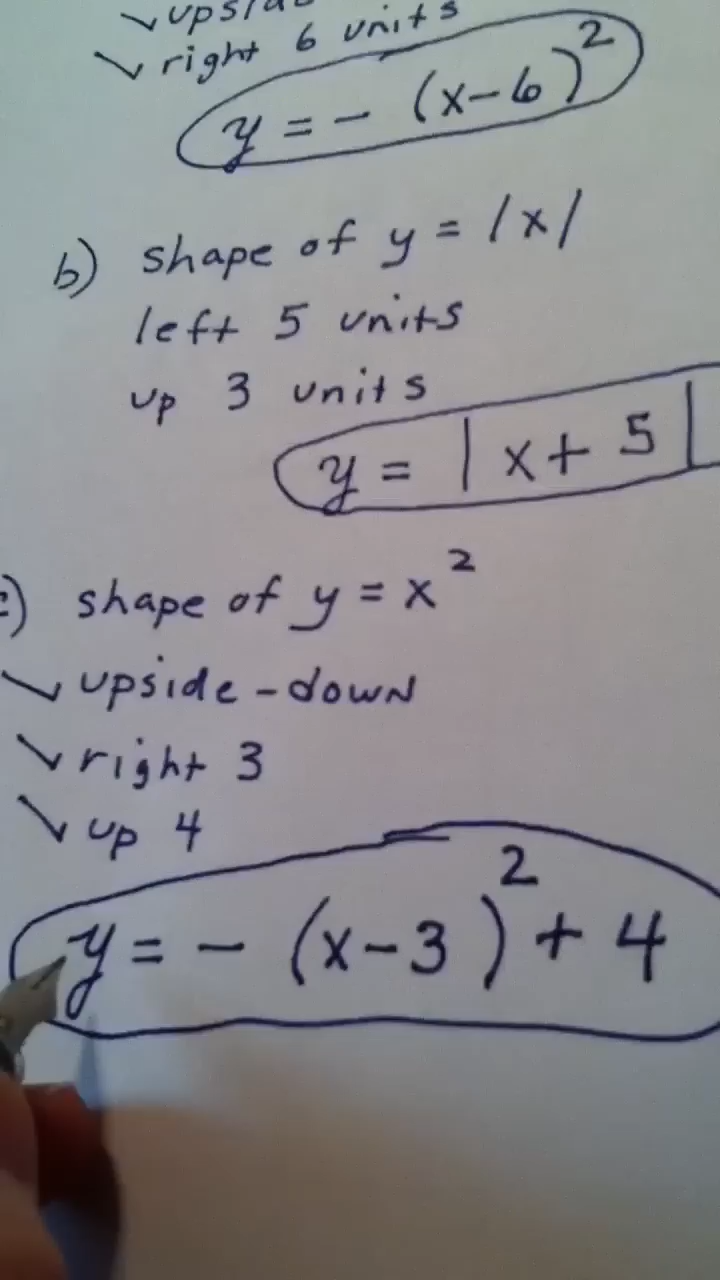 right 6 units
y = - (x-6)²
b) shape of y = |x|
left 5 units
up 3 units
y = |x + 5|
c) shape of y = x²
upside-down
right 3
up 4
y = - (x-3)² + 4